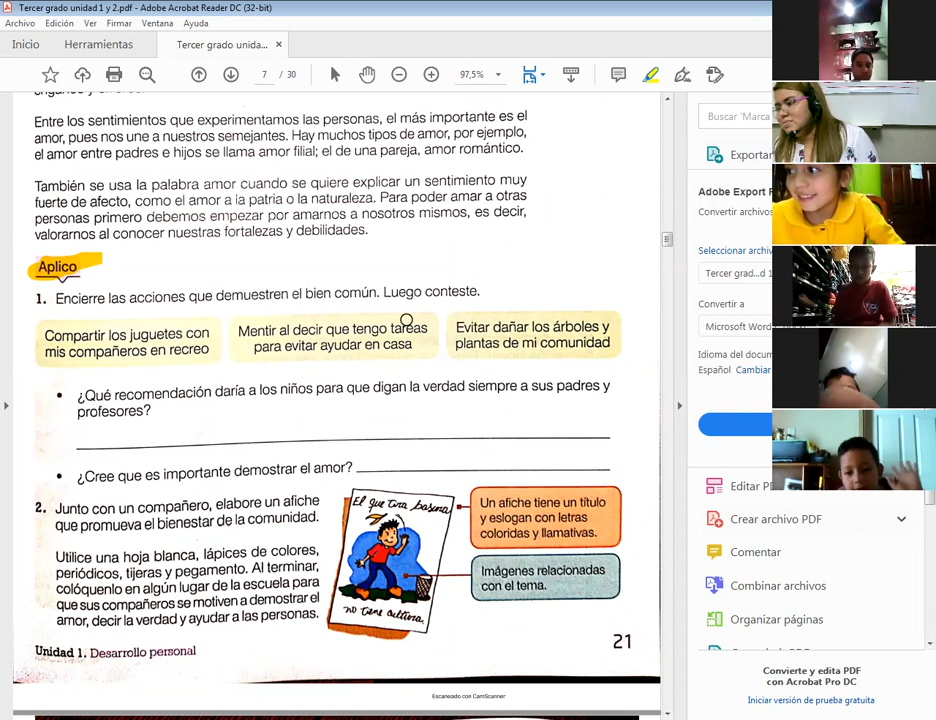 Tercer grado unidad 1 y 2.pdf - Adobe Acrobat Reader DC (32-bit)
Archivo Edición Ver Firmar Ventana Ayuda
Inicio Herramientas Tercer grado unida... ×
7 / 30 97,5%
Entre los sentimientos que experimentamos las personas, el más importante es el
amor, pues nos une a nuestros semejantes. Hay muchos tipos de amor, por ejemplo,
el amor entre padres e hijos se llama amor filial; el de una pareja, amor romántico.
También se usa la palabra amor cuando se quiere explicar un sentimiento muy
fuerte de afecto, como el amor a la patria o la naturaleza. Para poder amar a otras
personas primero debemos empezar por amarnos a nosotros mismos, es decir,
valorarnos al conocer nuestras fortalezas y debilidades.
Aplico
1. Encierre las acciones que demuestren el bien común. Luego conteste.
Compartir los juguetes con
mis compañeros en recreo
Mentir al decir que tengo tareas
para evitar ayudar en casa
Evitar dañar los árboles y
plantas de mi comunidad
• ¿Qué recomendación daría a los niños para que digan la verdad siempre a sus padres y
profesores?
• ¿Cree que es importante demostrar el amor?
2. Junto con un compañero, elabore un afiche
que promueva el bienestar de la comunidad.
Utilice una hoja blanca, lápices de colores,
periódicos, tijeras y pegamento. Al terminar,
colóquenlo en algún lugar de la escuela para
que sus compañeros se motiven a demostrar el
amor, decir la verdad y ayudar a las personas.
El que tira basura
no tiene cultura.
Un afiche tiene un título
y eslogan con letras
coloridas y llamativas.
Imágenes relacionadas
con el tema.
Unidad 1. Desarrollo personal
21
Escaneado con CamScanner
Buscar 'Marca
Exportar
Adobe Export
Convertir archivos
Seleccionar archiv
Tercer grad...d 1
Convertir a
Microsoft Word
Idioma del docum
Español Cambiar
Editar PD
Crear archivo PDF
Comentar
Combinar archivos
Organizar páginas
Convierte y edita PDF
con Acrobat Pro DC
Iniciar versión de prueba gratuita